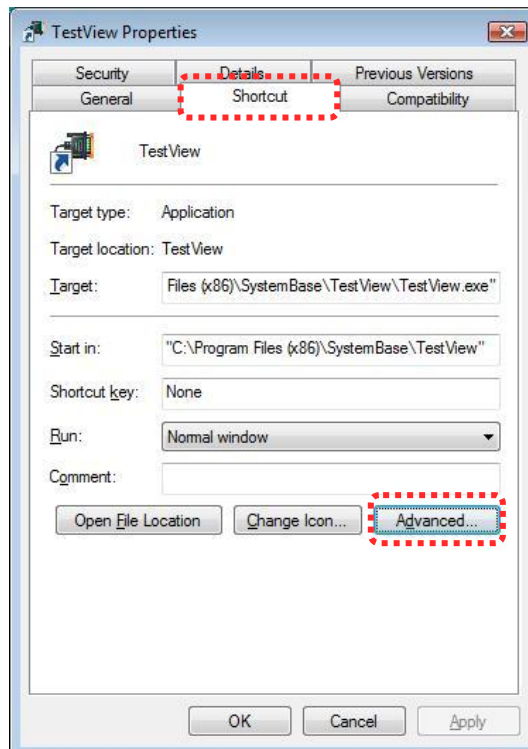 TestView Properties
Security Details Previous Versions
General Shortcut Compatibility
TestView
Target type: Application
Target location: TestView
Target: Files (x86)\SystemBase\TestView\TestView.exe"
Start in: "C:\Program Files (x86)\SystemBase\TestView"
Shortcut key: None
Run: Normal window
Comment:
Open File Location Change Icon... Advanced...
OK Cancel Apply